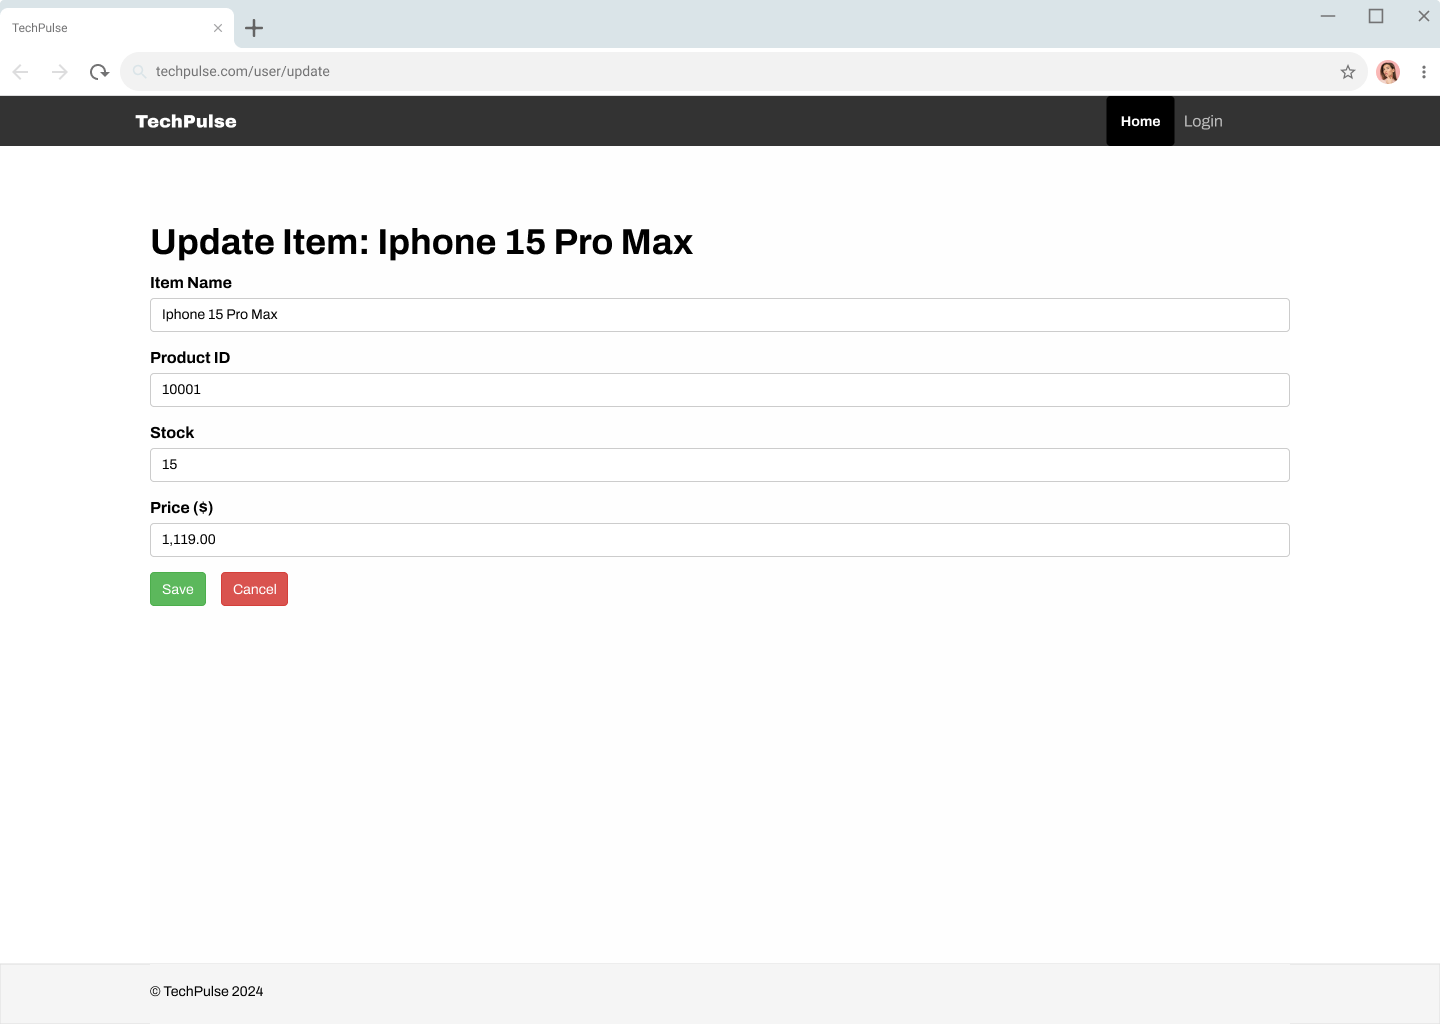 TechPulse
techpulse.com/user/update
TechPulse Home Login
Update Item: Iphone 15 Pro Max
Item Name
Iphone 15 Pro Max
Product ID
10001
Stock
15
Price ($)
1,119.00
Save Cancel
© TechPulse 2024